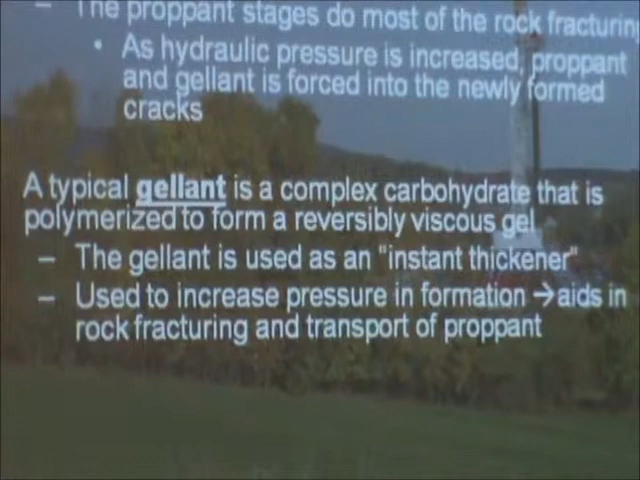 – The proppant stages do most of the rock fracturing
• As hydraulic pressure is increased, proppant
and gellant is forced into the newly formed
cracks
A typical gellant is a complex carbohydrate that is
polymerized to form a reversibly viscous gel
– The gellant is used as an "instant thickener"
– Used to increase pressure in formation →aids in
rock fracturing and transport of proppant